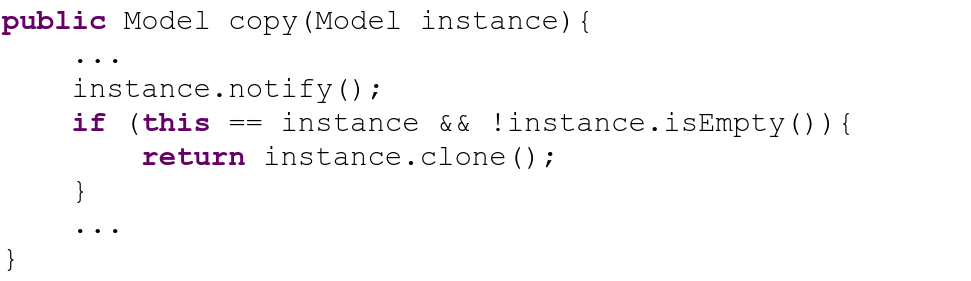 public Model copy(Model instance){
    ...
    instance.notify();
    if (this == instance && !instance.isEmpty()){
        return instance.clone();
    }
    ...
}